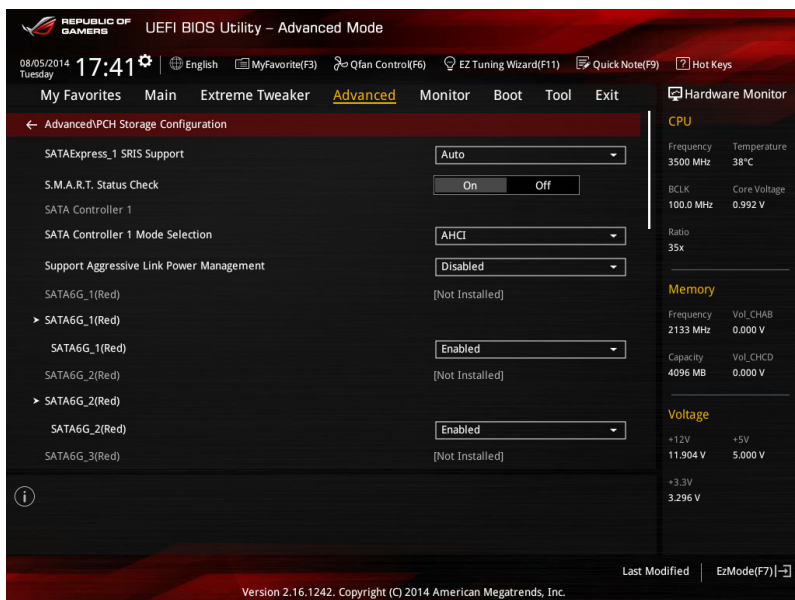 REPUBLIC OF
GAMERS
UEFI BIOS Utility – Advanced Mode
08/05/2014
Tuesday
17:41
English
MyFavorite(F3)
Qfan Control(F6)
EZ Tuning Wizard(F11)
Quick Note(F9)
? Hot Keys
My Favorites Main Extreme Tweaker Advanced Monitor Boot Tool Exit
Hardware Monitor
Advanced\PCH Storage Configuration
SATAExpress_1 SRIS Support Auto
S.M.A.R.T. Status Check On Off
SATA Controller 1
SATA Controller 1 Mode Selection AHCI
Support Aggressive Link Power Management Disabled
SATA6G_1(Red) [Not Installed]
SATA6G_1(Red)
SATA6G_1(Red) Enabled
SATA6G_2(Red) [Not Installed]
SATA6G_2(Red)
SATA6G_2(Red) Enabled
SATA6G_3(Red) [Not Installed]
CPU
Frequency Temperature
3500 MHz 38°C
BCLK Core Voltage
100.0 MHz 0.992 V
Ratio
35x
Memory
Frequency Vol_CHAB
2133 MHz 0.000 V
Capacity Vol_CHCD
4096 MB 0.000 V
Voltage
+12V +5V
11.904 V 5.000 V
+3.3V
3.296 V
Last Modified
EzMode(F7)
Version 2.16.1242. Copyright (C) 2014 American Megatrends, Inc.